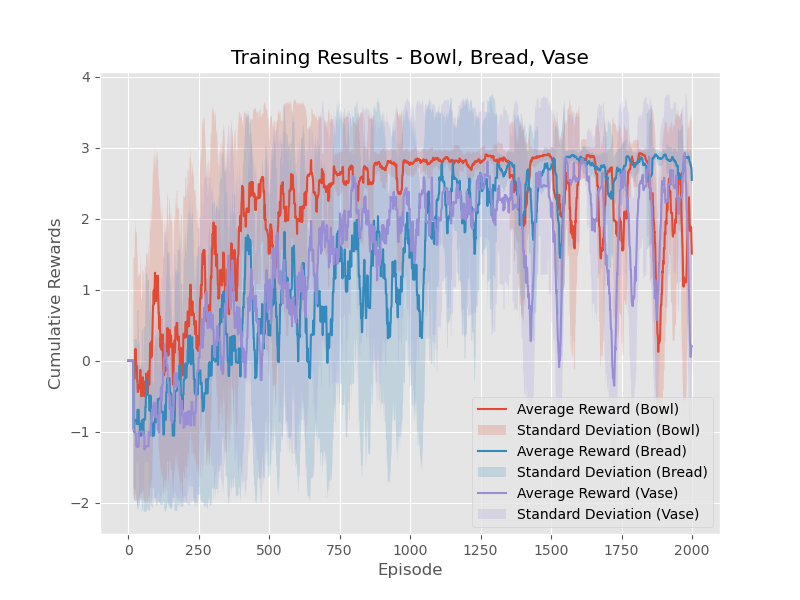 Training Results - Bowl, Bread, Vase
4
3
2
1
0
−1
−2
Cumulative Rewards
Average Reward (Bowl)
Standard Deviation (Bowl)
Average Reward (Bread)
Standard Deviation (Bread)
Average Reward (Vase)
Standard Deviation (Vase)
0 250 500 750 1000 1250 1500 1750 2000
Episode